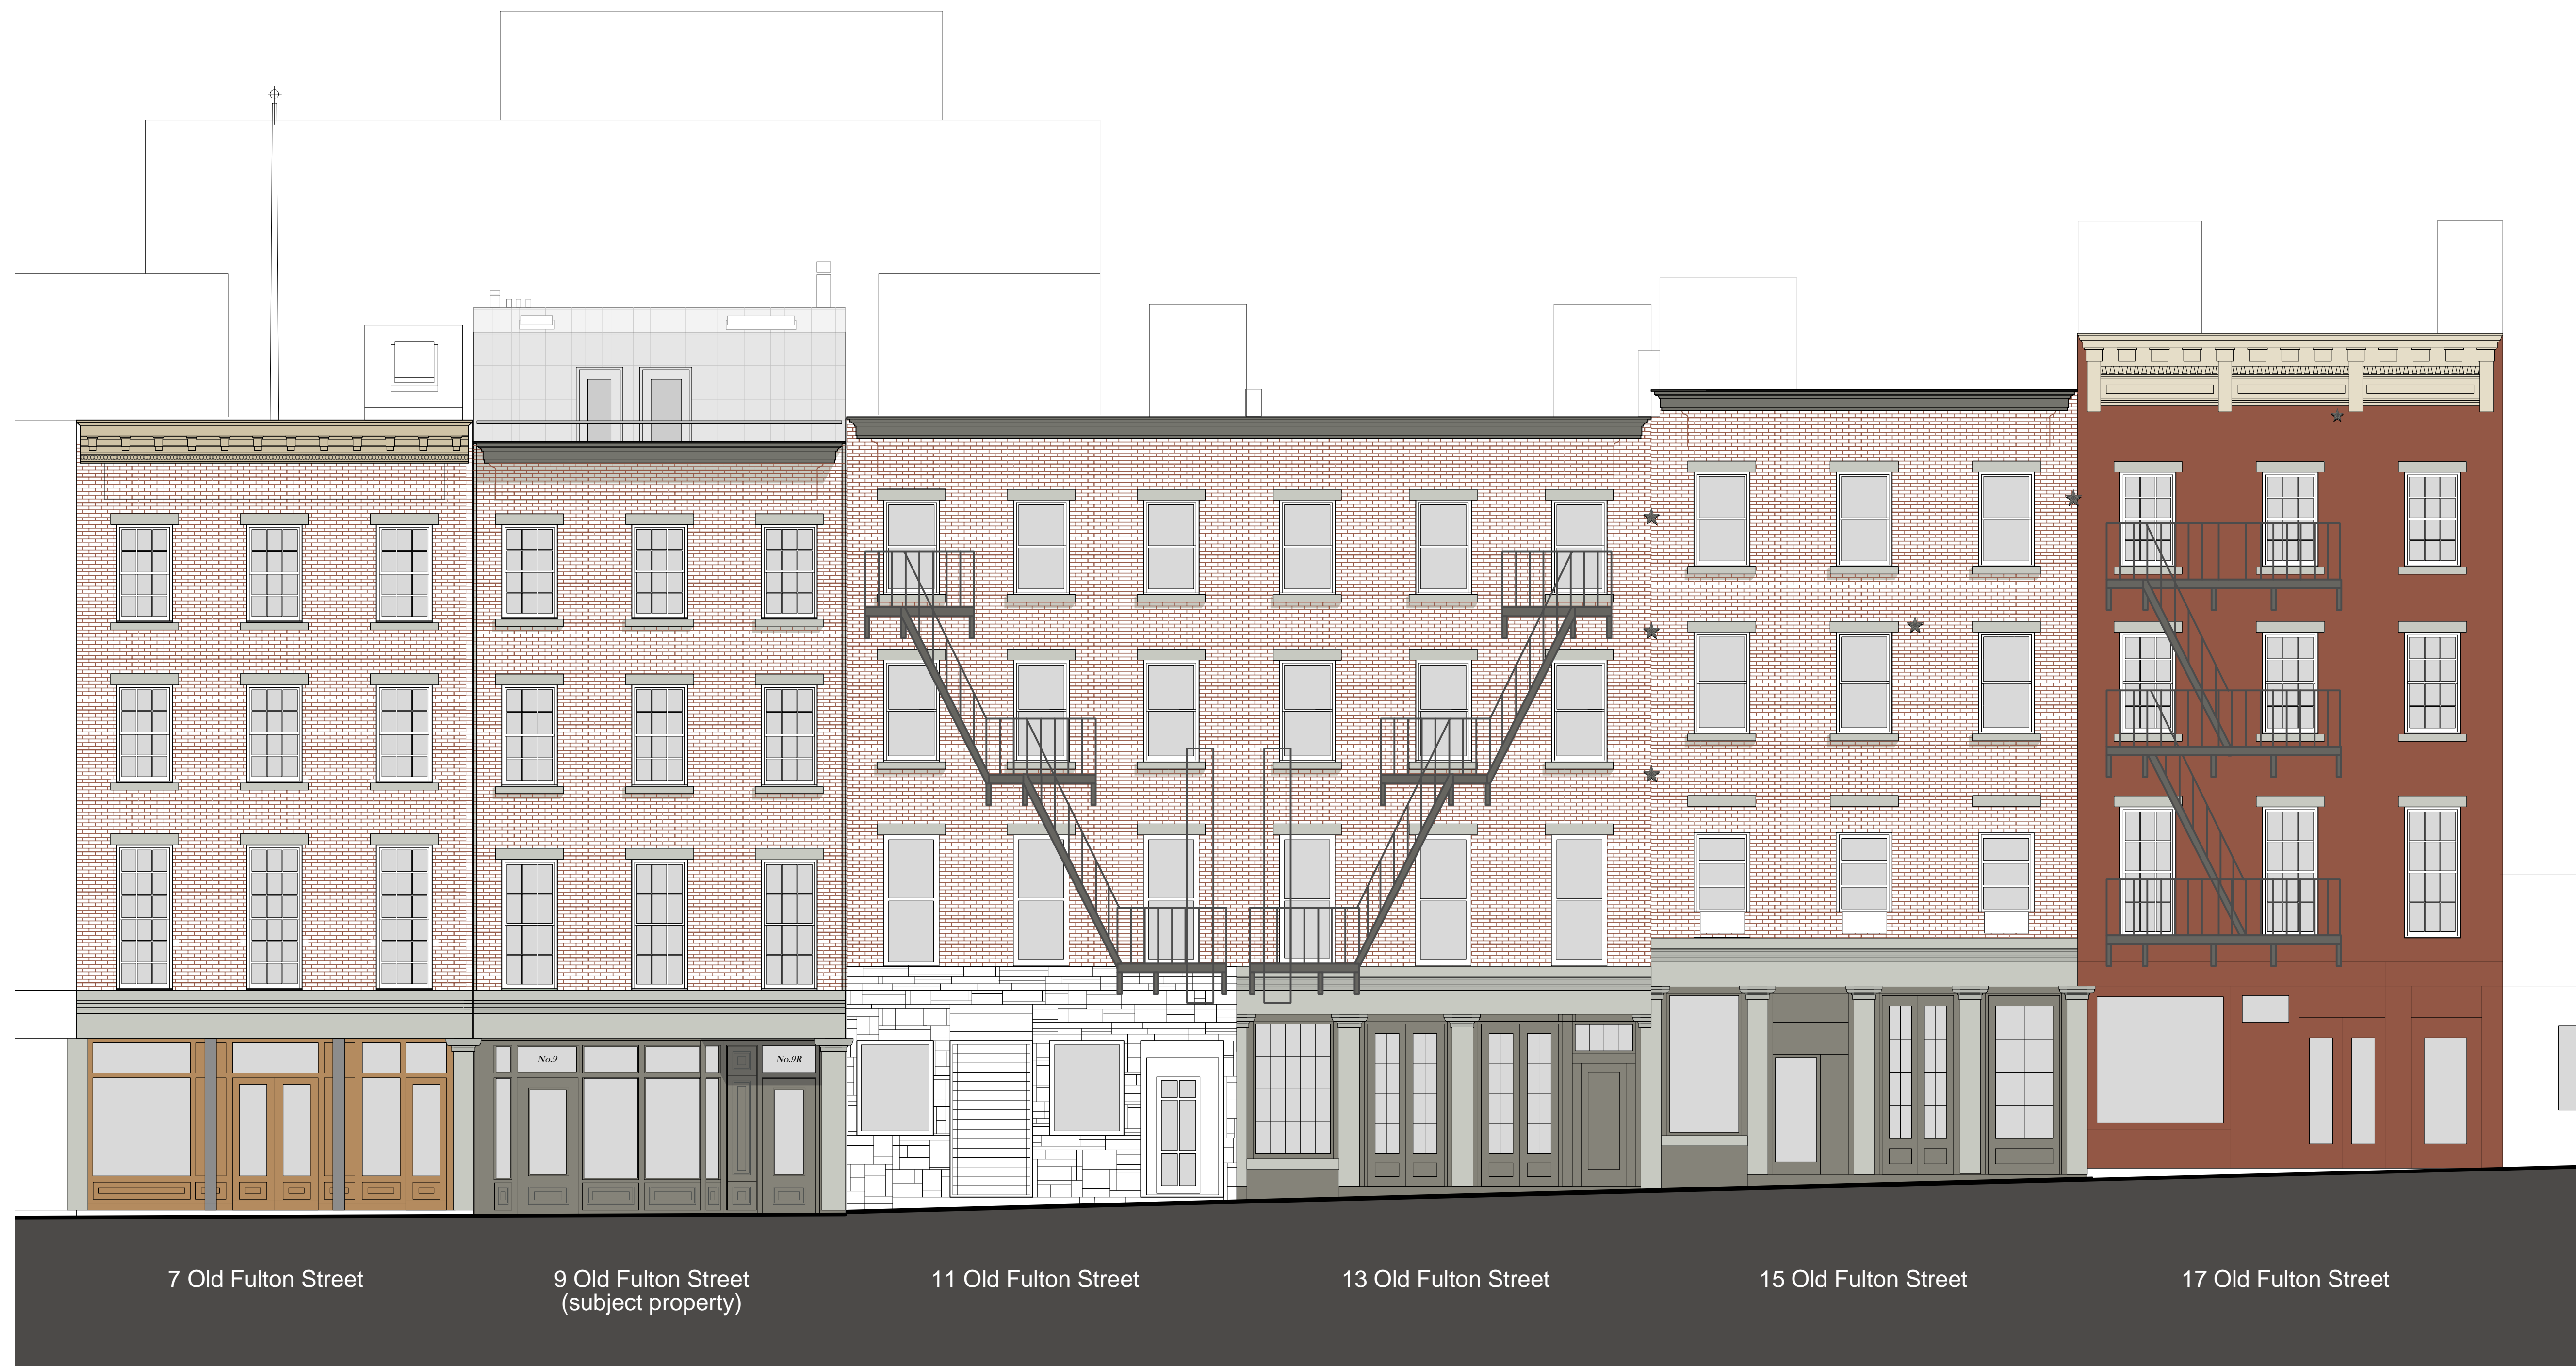 No.9
No.9R
7 Old Fulton Street
9 Old Fulton Street
(subject property)
11 Old Fulton Street
13 Old Fulton Street
15 Old Fulton Street
17 Old Fulton Street